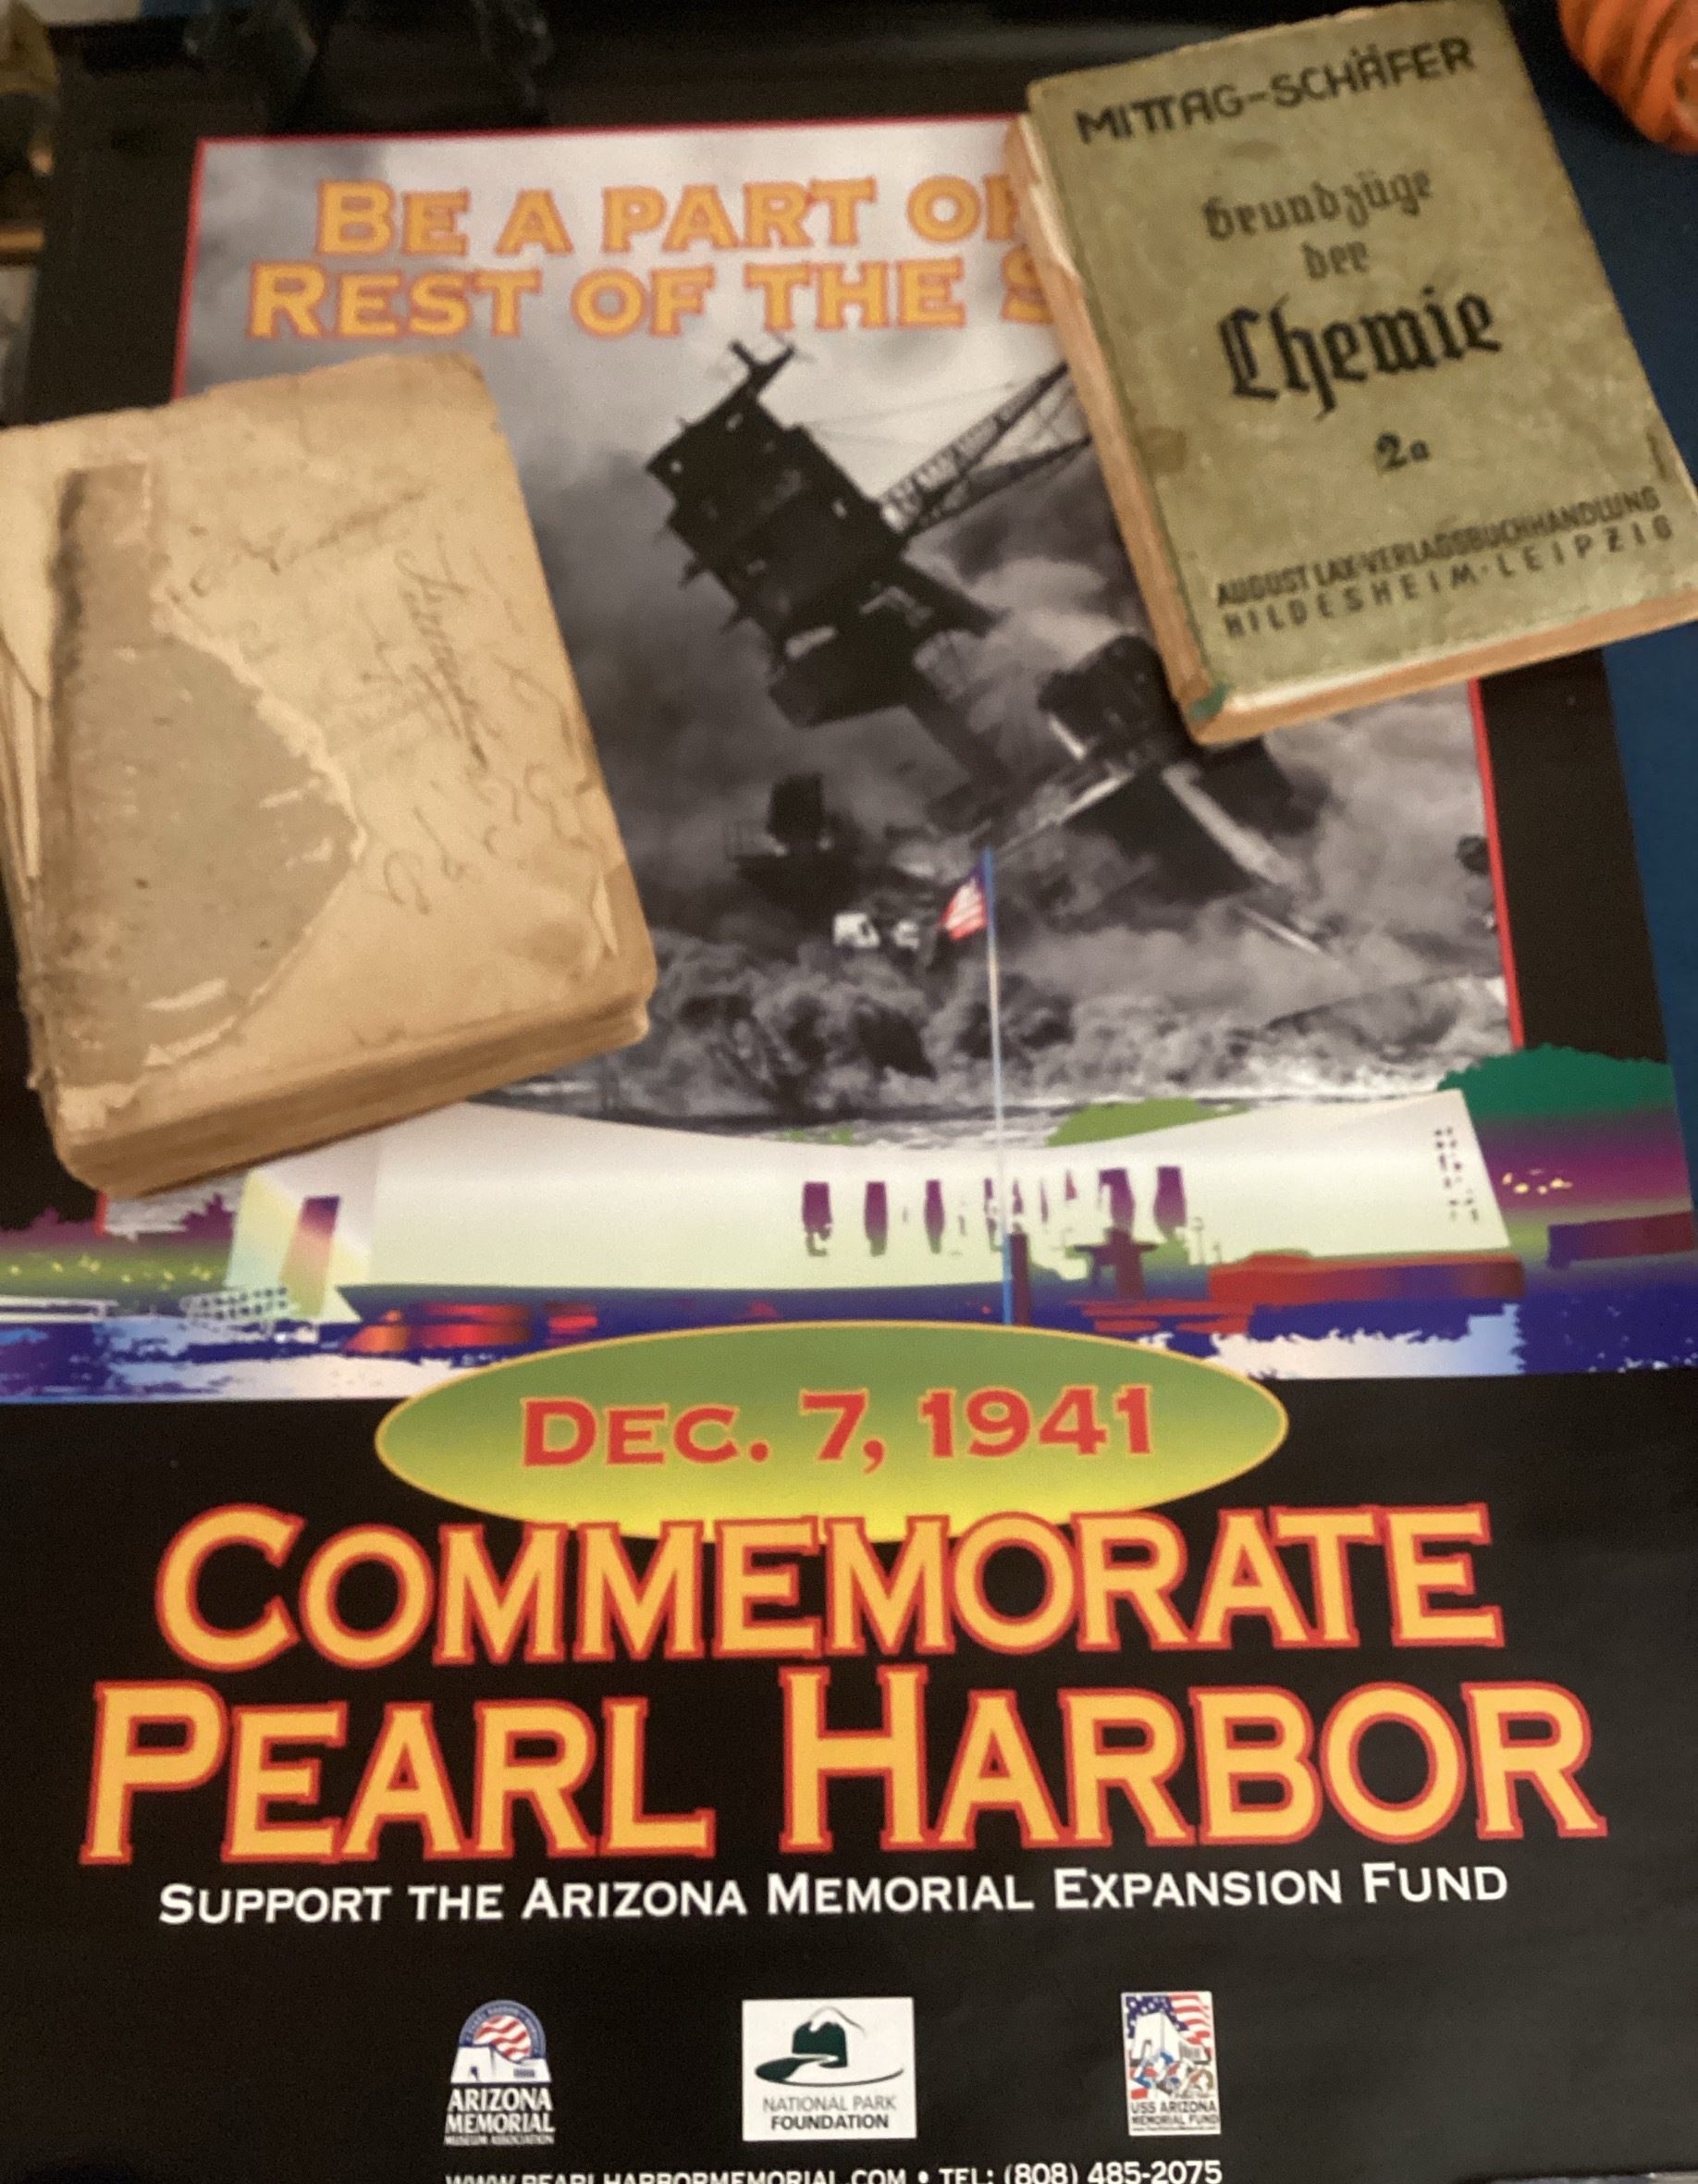 BE A PART OF
REST OF THE S
MITTAG-SCHÄFER
Grundzüge
der
Chemie
2a
AUGUST LAX·VERLAGSBUCHHANDLUNG
HILDESHEIM·LEIPZIG
DEC. 7, 1941
COMMEMORATE
PEARL HARBOR
SUPPORT THE ARIZONA MEMORIAL EXPANSION FUND
ARIZONA
MEMORIAL
MUSEUM ASSOCIATION
NATIONAL PARK
FOUNDATION
USS ARIZONA
MEMORIAL FUND
WWW.PEARLHARBORMEMORIAL.COM • TEL: (808) 485-2075